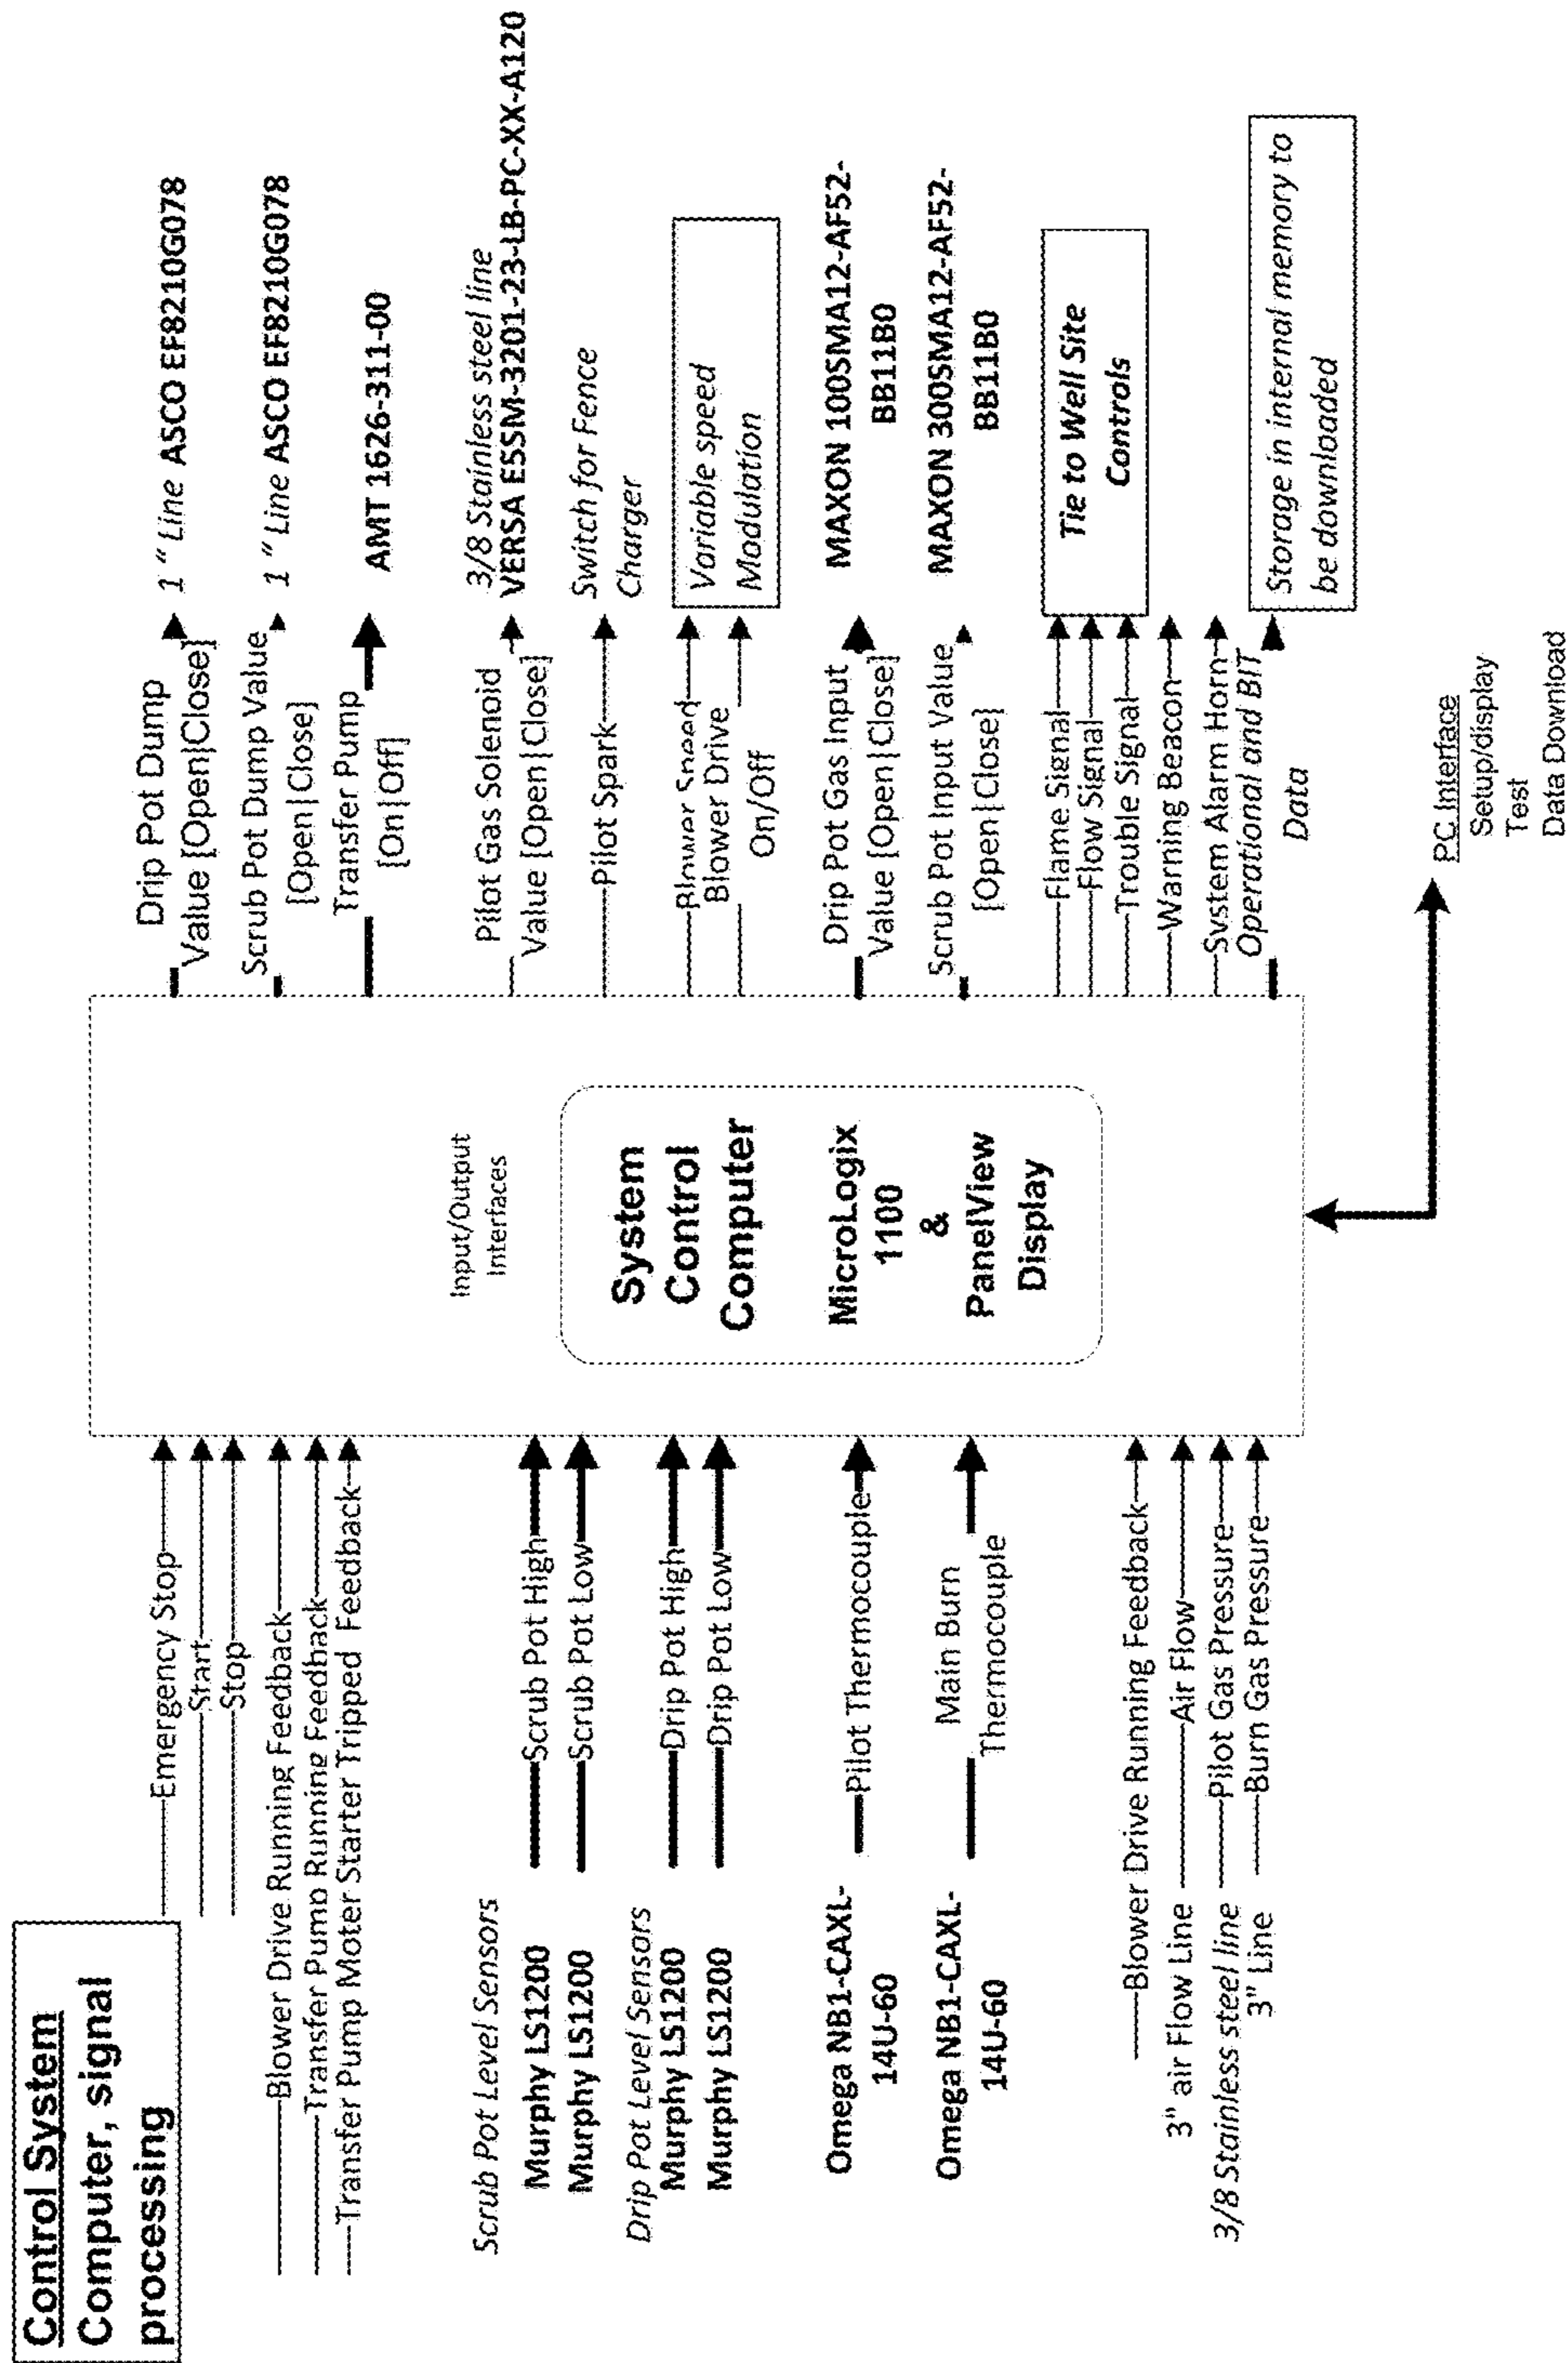 Control System
Computer, signal
processing
Emergency Stop
Start
Stop
Blower Drive Running Feedback
Transfer Pump Running Feedback
Transfer Pump Moter Starter Tripped Feedback
Scrub Pot Level Sensors
Murphy LS1200
Scrub Pot High
Murphy LS1200
Scrub Pot Low
Drip Pot Level Sensors
Murphy LS1200
Drip Pot High
Murphy LS1200
Drip Pot Low
Omega NB1-CAXL-
14U-60
Pilot Thermocouple
Omega NB1-CAXL-
14U-60
Main Burn
Thermocouple
Blower Drive Running Feedback
3" air Flow Line
Air Flow
3/8 Stainless steel line
Pilot Gas Pressure
3" Line
Burn Gas Pressure
Input/Output
Interfaces
System
Control
Computer
MicroLogix
1100
&
PanelView
Display
Drip Pot Dump
Value [Open|Close]
1 " Line ASCO EF8210G078
Scrub Pot Dump Value
[Open|Close]
1 " Line ASCO EF8210G078
Transfer Pump
[On|Off]
AMT 1626-311-00
Pilot Gas Solenoid
Value [Open|Close]
3/8 Stainless steel line
VERSA ESSM-3201-23-LB-PC-XX-A120
Pilot Spark
Switch for Fence
Charger
Blower Speed
Blower Drive
On/Off
Variable speed
Modulation
Drip Pot Gas Input
Value [Open|Close]
MAXON 100SMA12-AF52-
BB11B0
Scrub Pot Input Value
[Open|Close]
MAXON 300SMA12-AF52-
BB11B0
Flame Signal
Flow Signal
Trouble Signal
Tie to Well Site
Controls
Warning Beacon
System Alarm Horn
Operational and BIT
Data
Storage in internal memory to
be downloaded
PC Interface
Setup/display
Test
Data Download